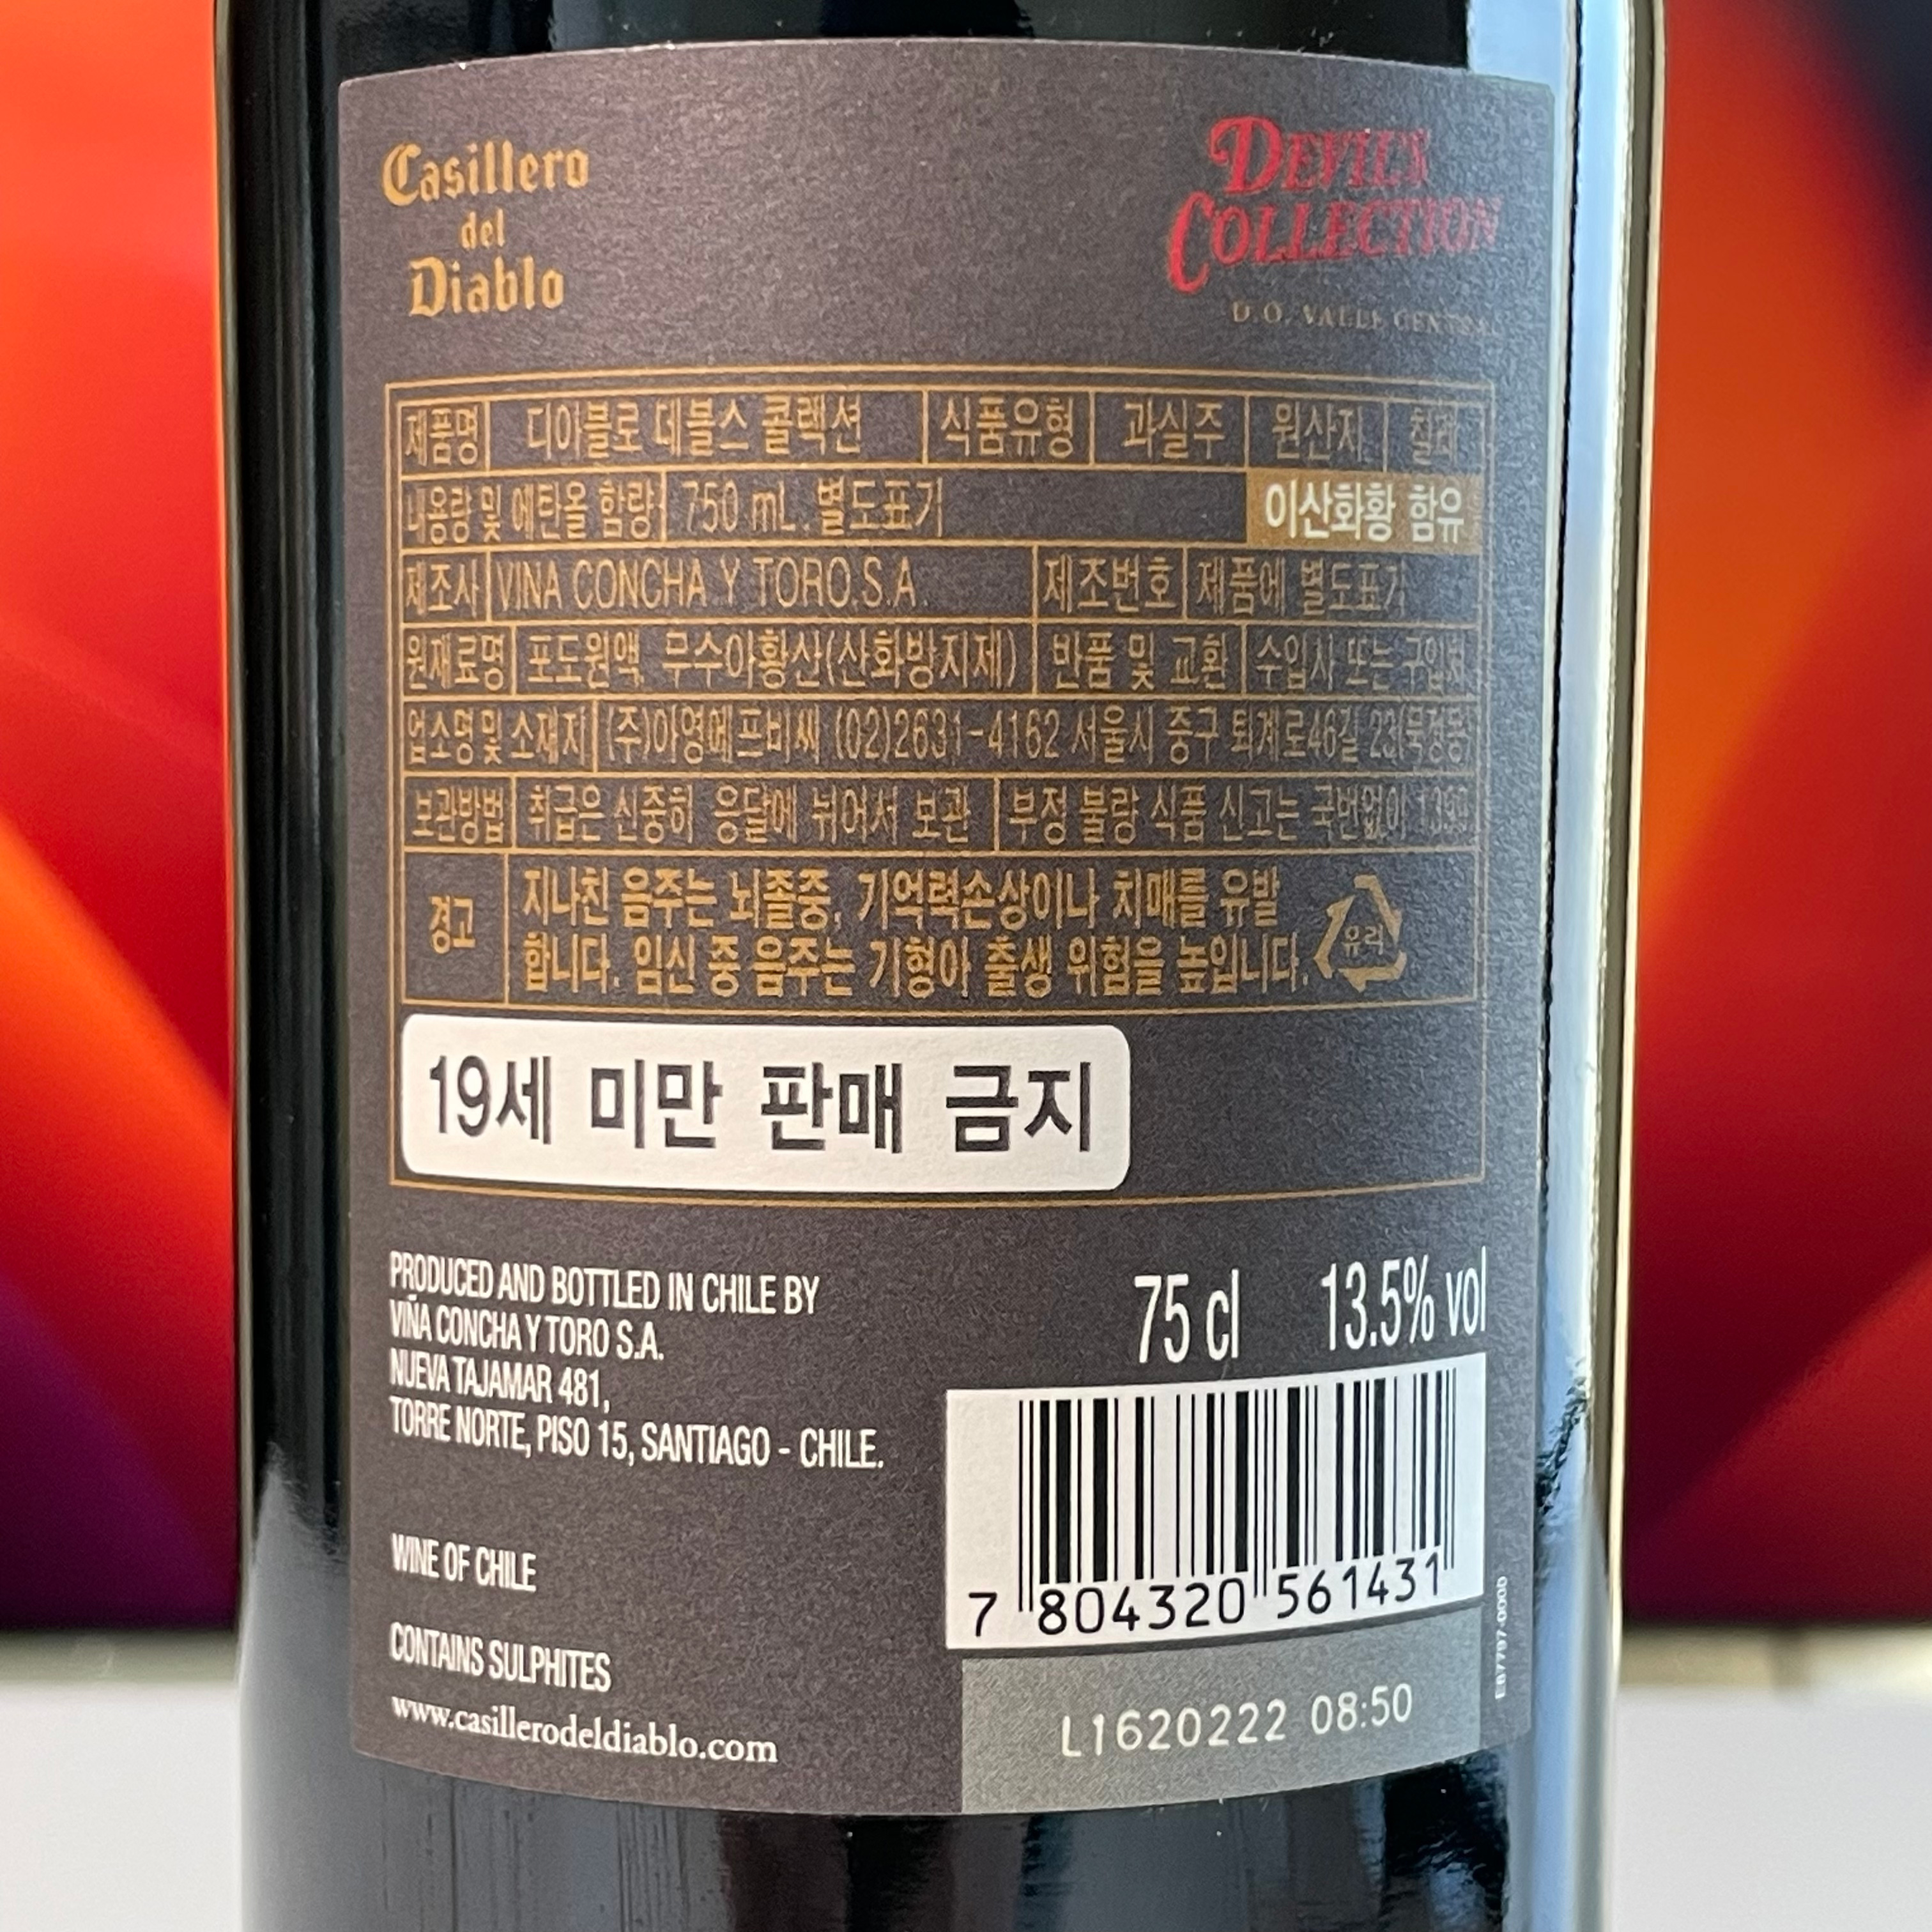 Casillero
del
Diablo
DEVIL'S
COLLECTION
D.O. VALLE CENTRAL
제품명 디아블로 데블스 콜렉션 식품유형 과실주 원산지 칠레
내용량 및 에탄올 함량 750 mL, 별도표기 이산화황 함유
제조사 VINA CONCHA Y TORO.S.A. 제조번호 제품에 별도표기
원재료명 포도원액, 무수아황산(산화방지제) 반품 및 교환 수입사 또는 구입처
업소명및 소재지 (주)아영에프비씨 (02)2631-4162 서울시 중구 퇴계로46길 23(묵정동)
보관방법 취급은 신중히 응달에 뉘어서 보관 부정 불량 식품 신고는 국번없이 1399
경고 지나친 음주는 뇌졸중, 기억력손상이나 치매를 유발
합니다. 임신 중 음주는 기형아 출생 위험을 높입니다.
유리
19세 미만 판매 금지
PRODUCED AND BOTTLED IN CHILE BY
VIÑA CONCHA Y TORO S.A.
NUEVA TAJAMAR 481,
TORRE NORTE, PISO 15, SANTIAGO - CHILE.
WINE OF CHILE
CONTAINS SULPHITES
www.casillerodeldiablo.com
75 cl 13.5% vol
7 804320 561431
L1620222 08:50
E87797-0000